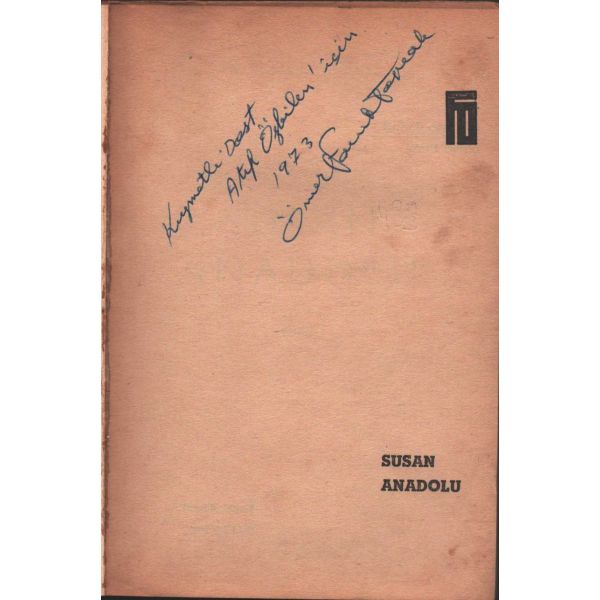 Kıymetli Dost
Atıf Özbilen'için
1973
Ömer Faruk Toprak
SUSAN
ANADOLU